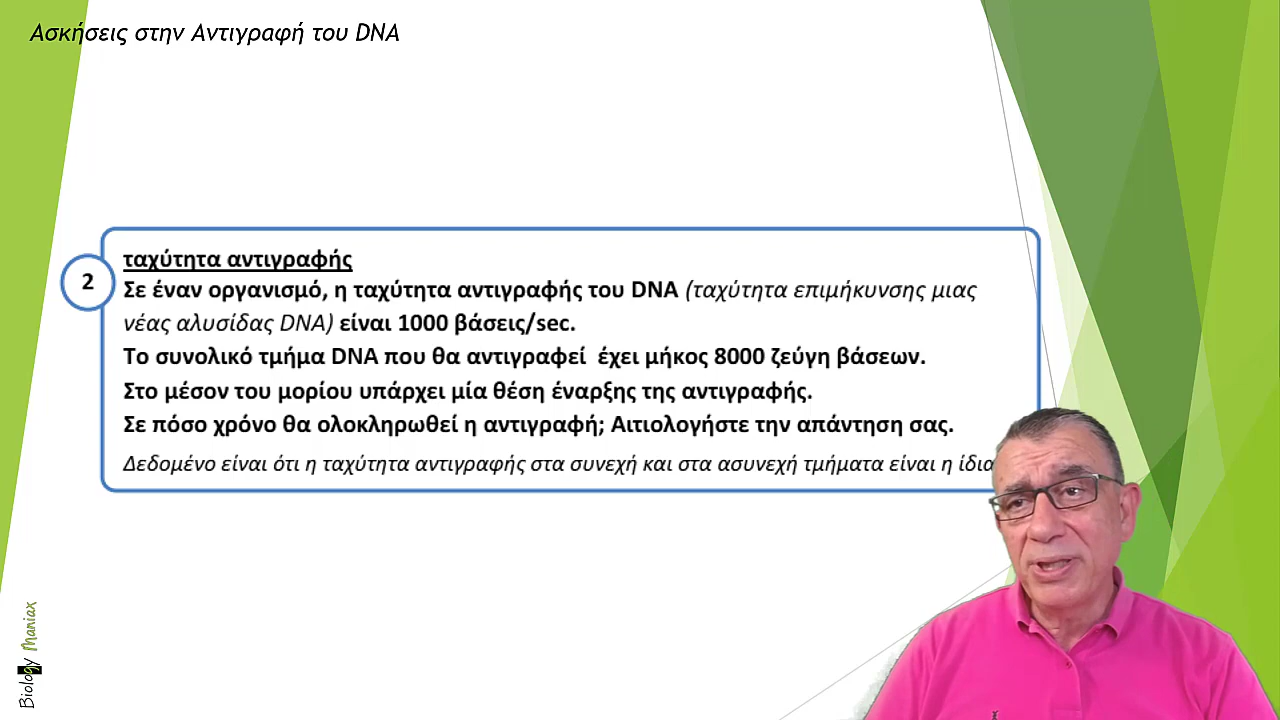 Ασκήσεις στην Αντιγραφή του DNA
2
ταχύτητα αντιγραφής
Σε έναν οργανισμό, η ταχύτητα αντιγραφής του DNA (ταχύτητα επιμήκυνσης μιας
νέας αλυσίδας DNA) είναι 1000 βάσεις/sec.
Το συνολικό τμήμα DNA που θα αντιγραφεί έχει μήκος 8000 ζεύγη βάσεων.
Στο μέσον του μορίου υπάρχει μία θέση έναρξης της αντιγραφής.
Σε πόσο χρόνο θα ολοκληρωθεί η αντιγραφή; Αιτιολογήστε την απάντηση σας.
Δεδομένο είναι ότι η ταχύτητα αντιγραφής στα συνεχή και στα ασυνεχή τμήματα είναι η ίδια
Biology Maniax